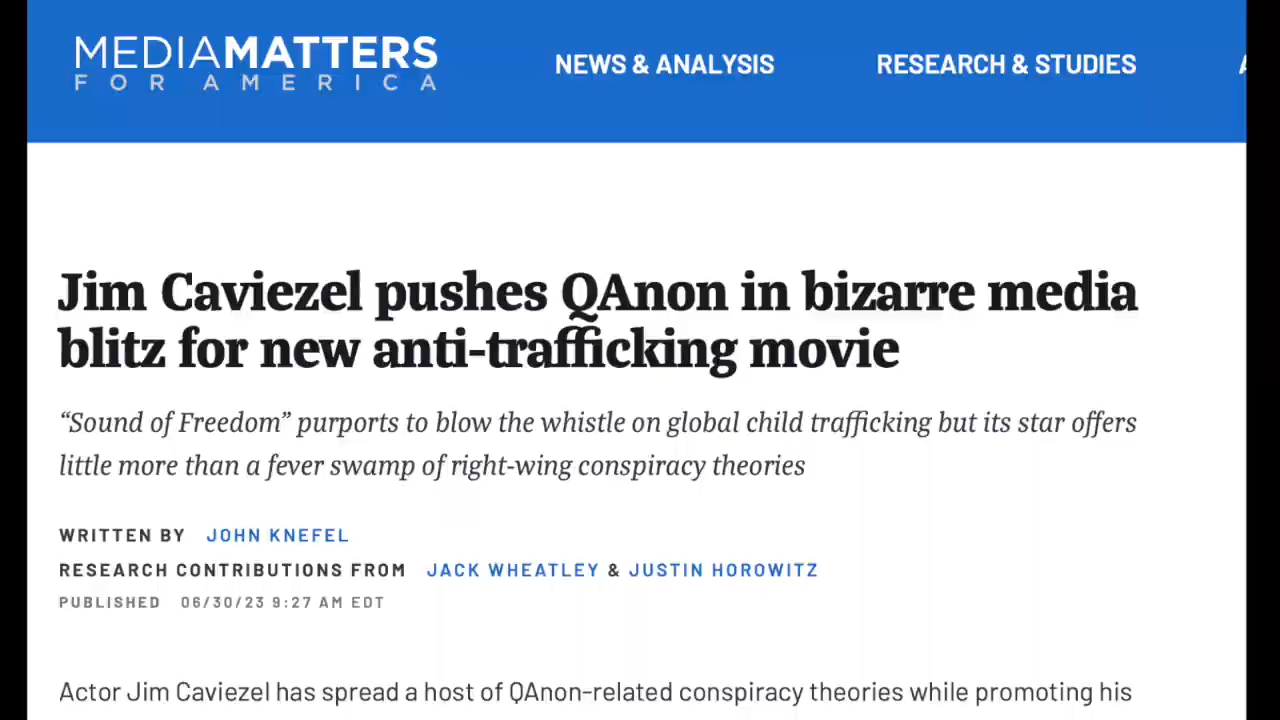 MEDIAMATTERS
FOR AMERICA
NEWS & ANALYSIS
RESEARCH & STUDIES
Jim Caviezel pushes QAnon in bizarre media
blitz for new anti-trafficking movie
“Sound of Freedom” purports to blow the whistle on global child trafficking but its star offers
little more than a fever swamp of right-wing conspiracy theories
WRITTEN BY JOHN KNEFEL
RESEARCH CONTRIBUTIONS FROM JACK WHEATLEY & JUSTIN HOROWITZ
PUBLISHED 06/30/23 9:27 AM EDT
Actor Jim Caviezel has spread a host of QAnon-related conspiracy theories while promoting his